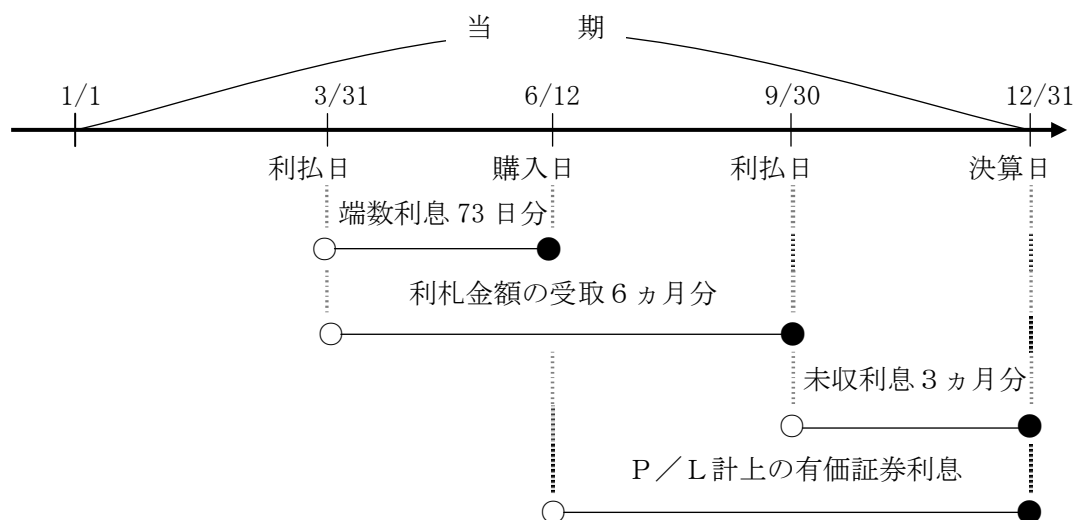 当　　期
1/1　3/31　6/12　9/30　12/31
利払日　購入日　利払日　決算日
端数利息 73 日分
利札金額の受取６ヵ月分
未収利息３ヵ月分
Ｐ／Ｌ計上の有価証券利息